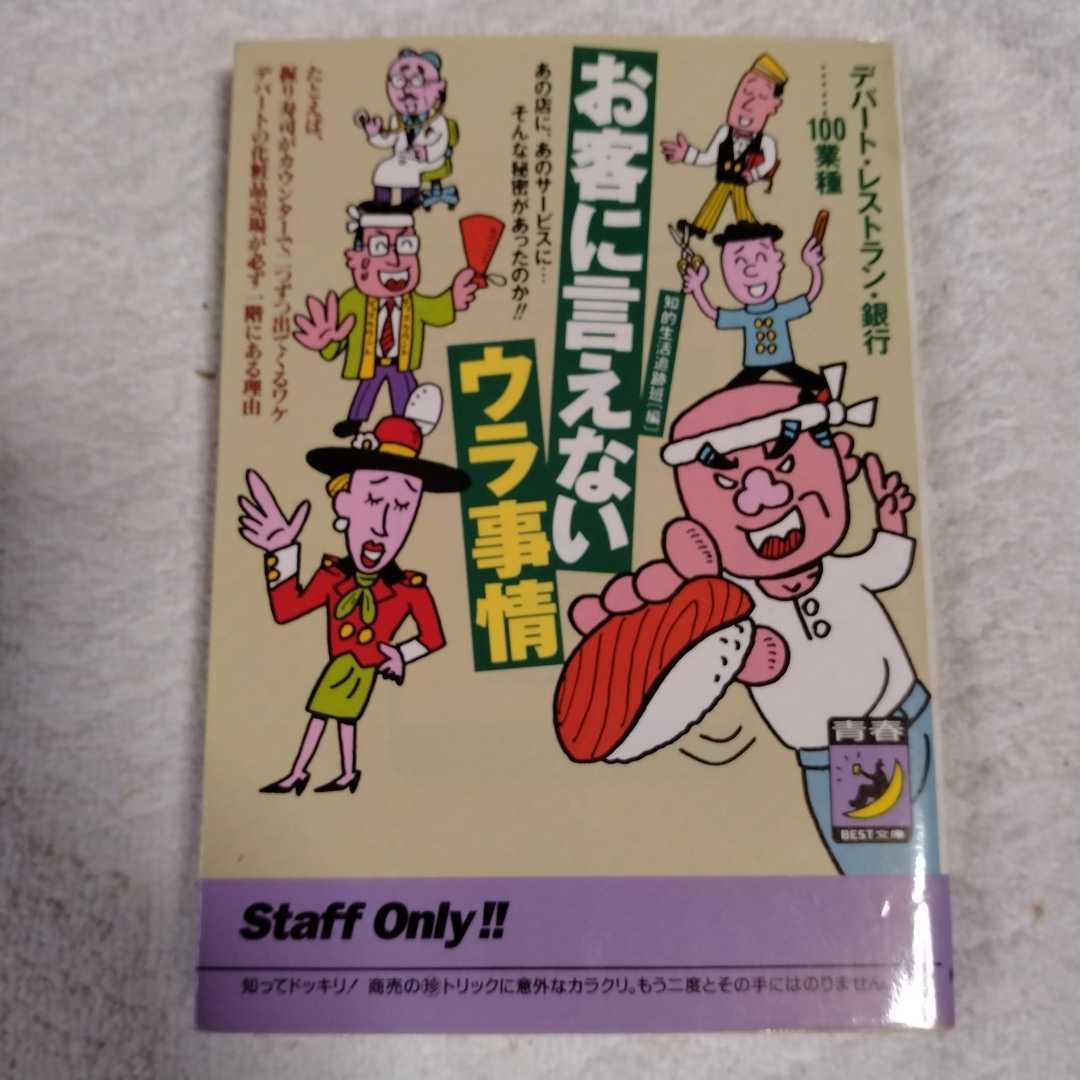 デパート・レストラン・銀行
………100業種
お客に言えない
ウラ事情
知的生活追跡班[編]
あの店に、あのサービスに…
そんな秘密があったのか!!
たとえば、
握り寿司がカウンターで、二つずつ出てくるワケ
デパートの化粧品売場が必ず一階にある理由
青春
BEST文庫
Staff Only!!
知ってドッキリ! 商売の㊙トリックに意外なカラクリ。もう二度とその手にはのりません。